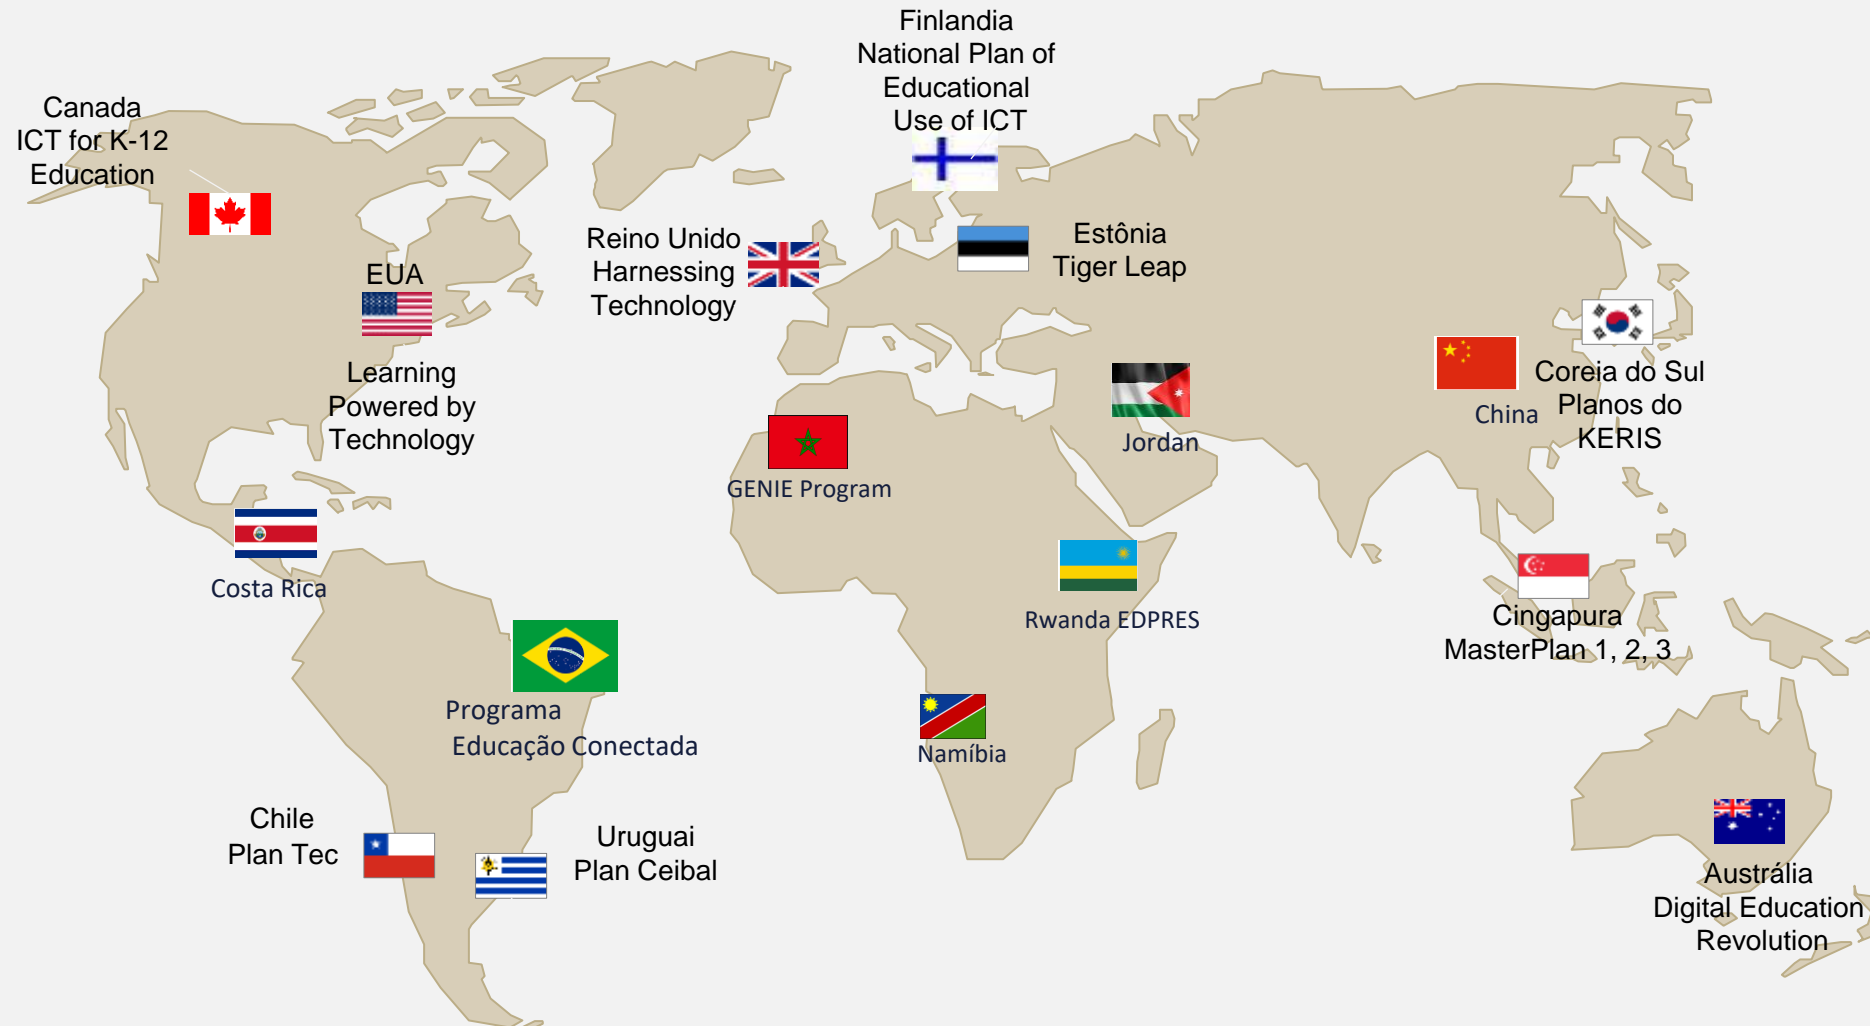 Finlandia
National Plan of
Educational
Use of ICT
Canada
ICT for K-12
Education
Reino Unido
Harnessing
Technology
Estônia
Tiger Leap
EUA
Learning
Powered by
Technology
Coreia do Sul
Planos do
KERIS
China
Jordan
GENIE Program
Costa Rica
Rwanda EDPRES
Cingapura
MasterPlan 1, 2, 3
Programa
Educação Conectada
Namíbia
Chile
Plan Tec
Uruguai
Plan Ceibal
Austrália
Digital Education
Revolution